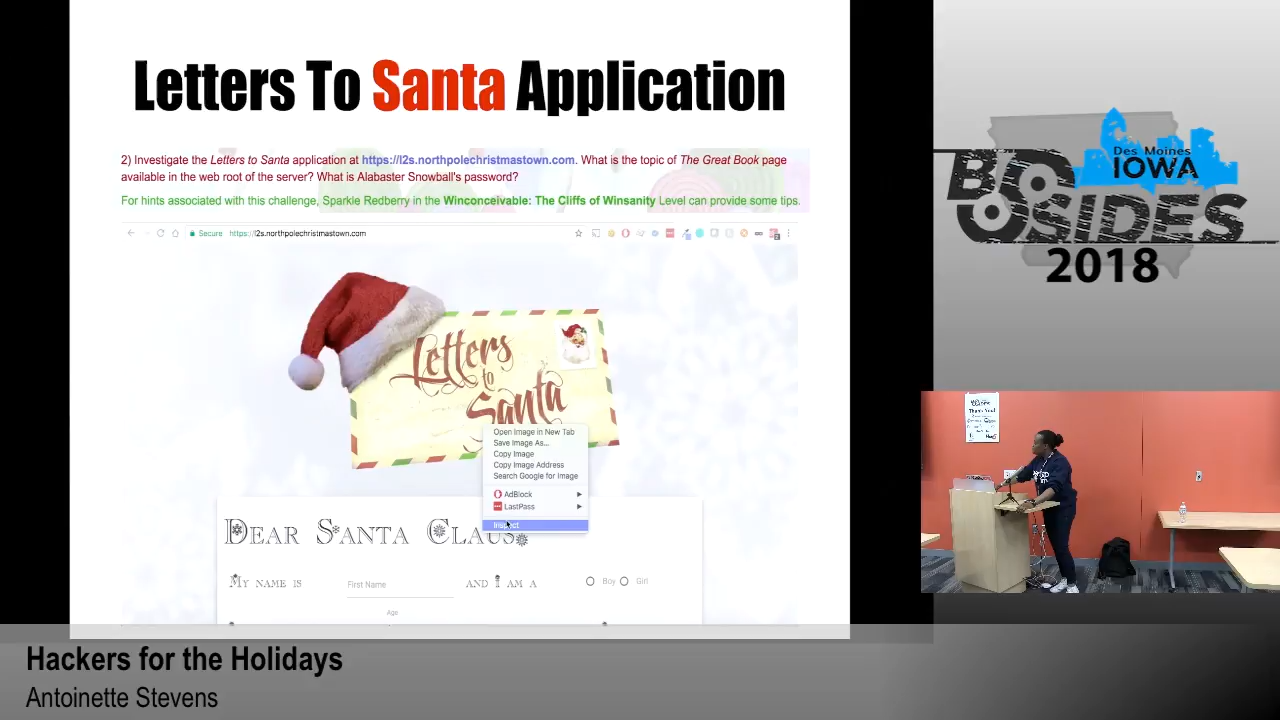 Letters To Santa Application
2) Investigate the Letters to Santa application at https://l2s.northpolechristmastown.com. What is the topic of The Great Book page
available in the web root of the server? What is Alabaster Snowball's password?
For hints associated with this challenge, Sparkle Redberry in the Winconceivable: The Cliffs of Winsanity Level can provide some tips.
Secure https://l2s.northpolechristmastown.com
Letters
to
Santa
Open Image in New Tab
Save Image As...
Copy Image
Copy Image Address
Search Google for Image
AdBlock
LastPass
Inspect
Dear Santa Claus
My name is First Name and I am a Boy Girl
Age
Des Moines
IOWA
BSIDES
2018
Thank You!
Hackers for the Holidays
Antoinette Stevens